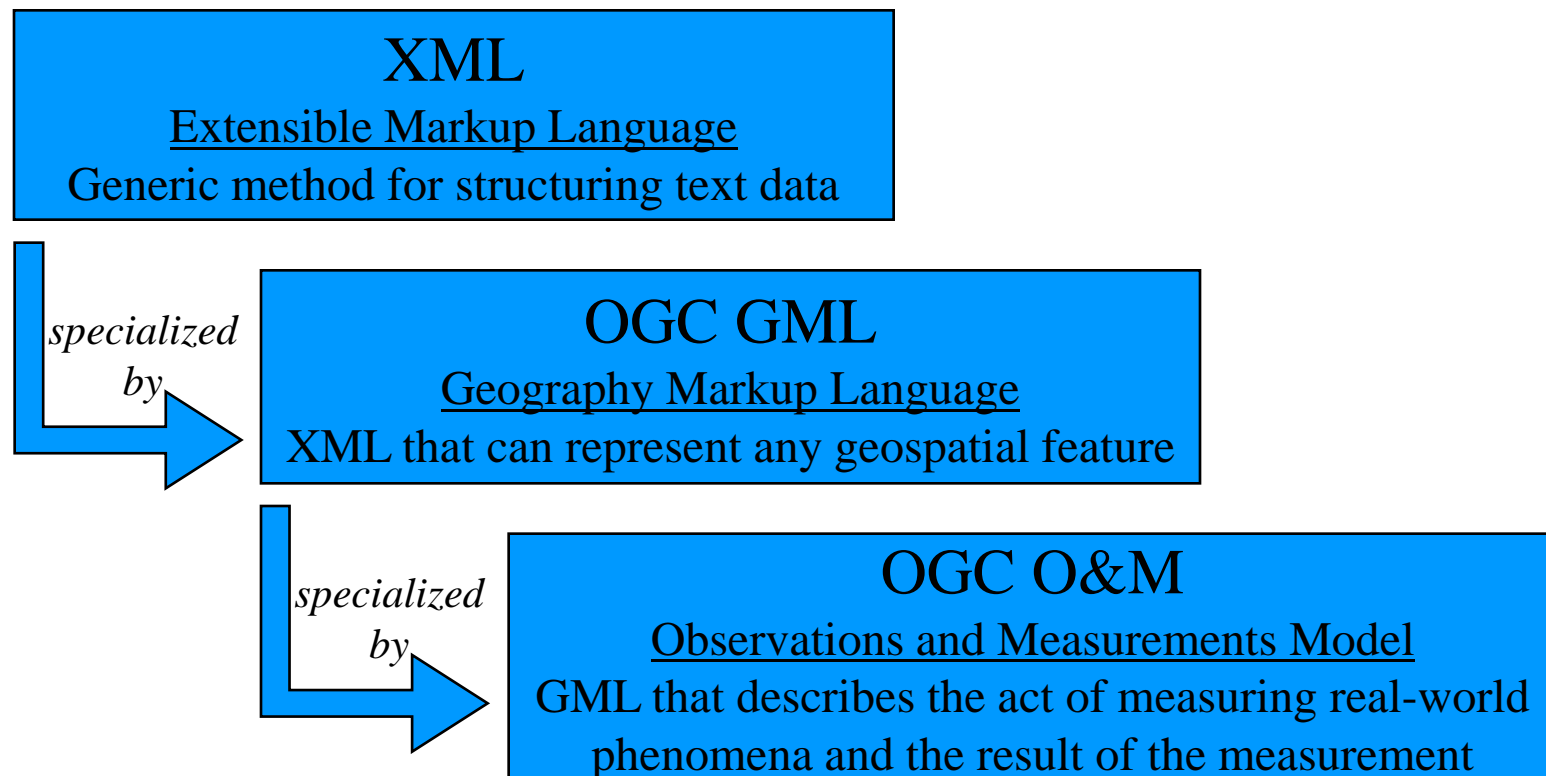 XML
Extensible Markup Language
Generic method for structuring text data
specialized
by
OGC GML
Geography Markup Language
XML that can represent any geospatial feature
specialized
by
OGC O&M
Observations and Measurements Model
GML that describes the act of measuring real-world
phenomena and the result of the measurement